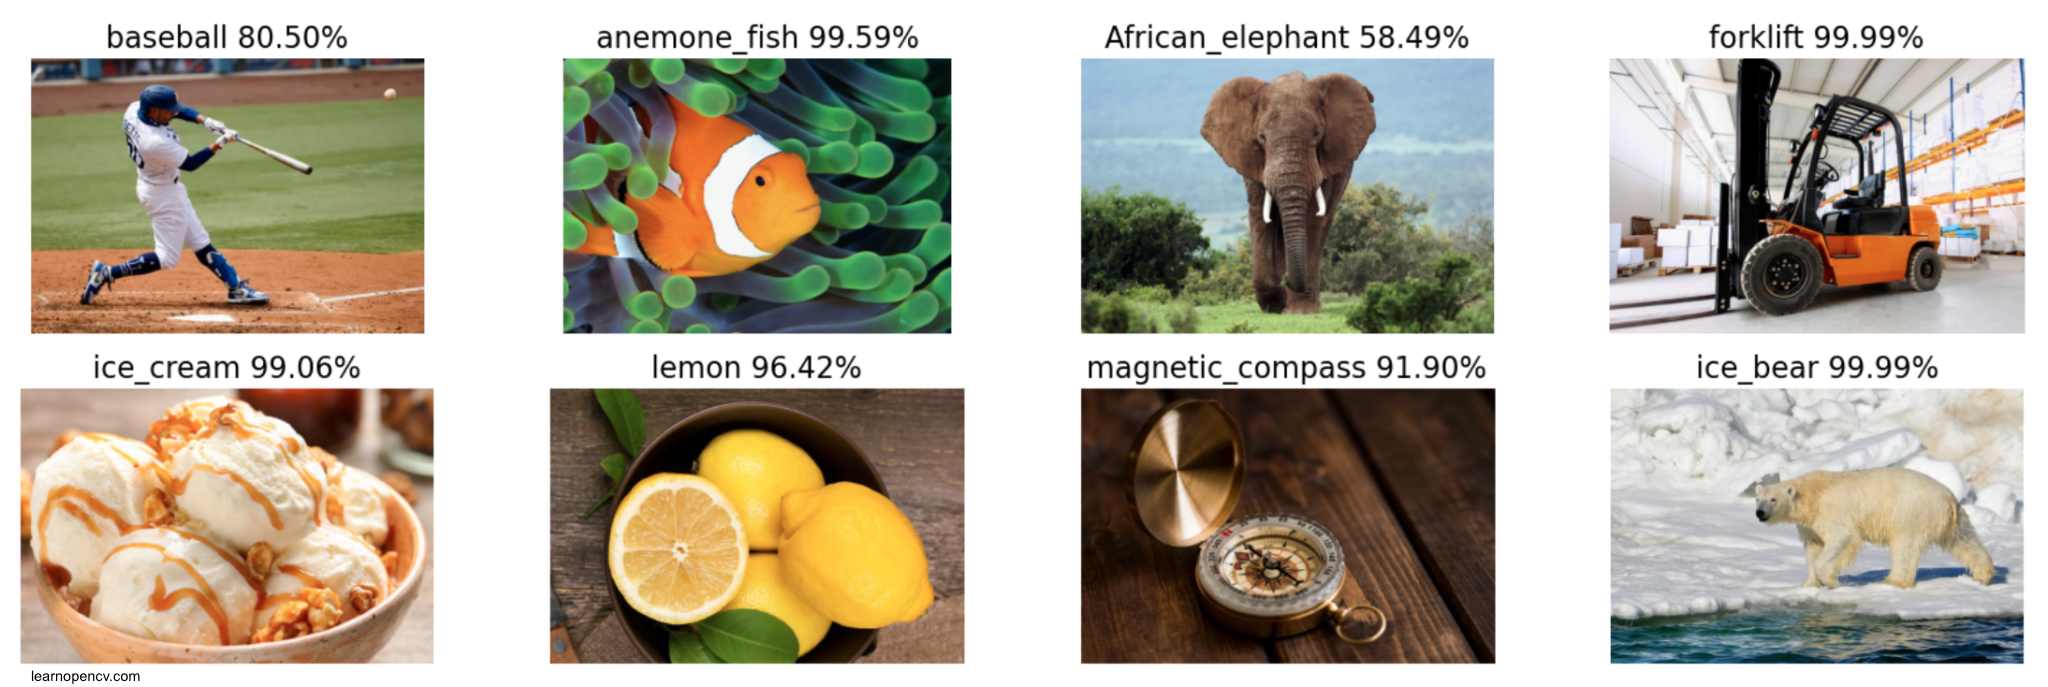 baseball 80.50%
anemone_fish 99.59%
African_elephant 58.49%
forklift 99.99%
ice_cream 99.06%
lemon 96.42%
magnetic_compass 91.90%
ice_bear 99.99%
learnopencv.com